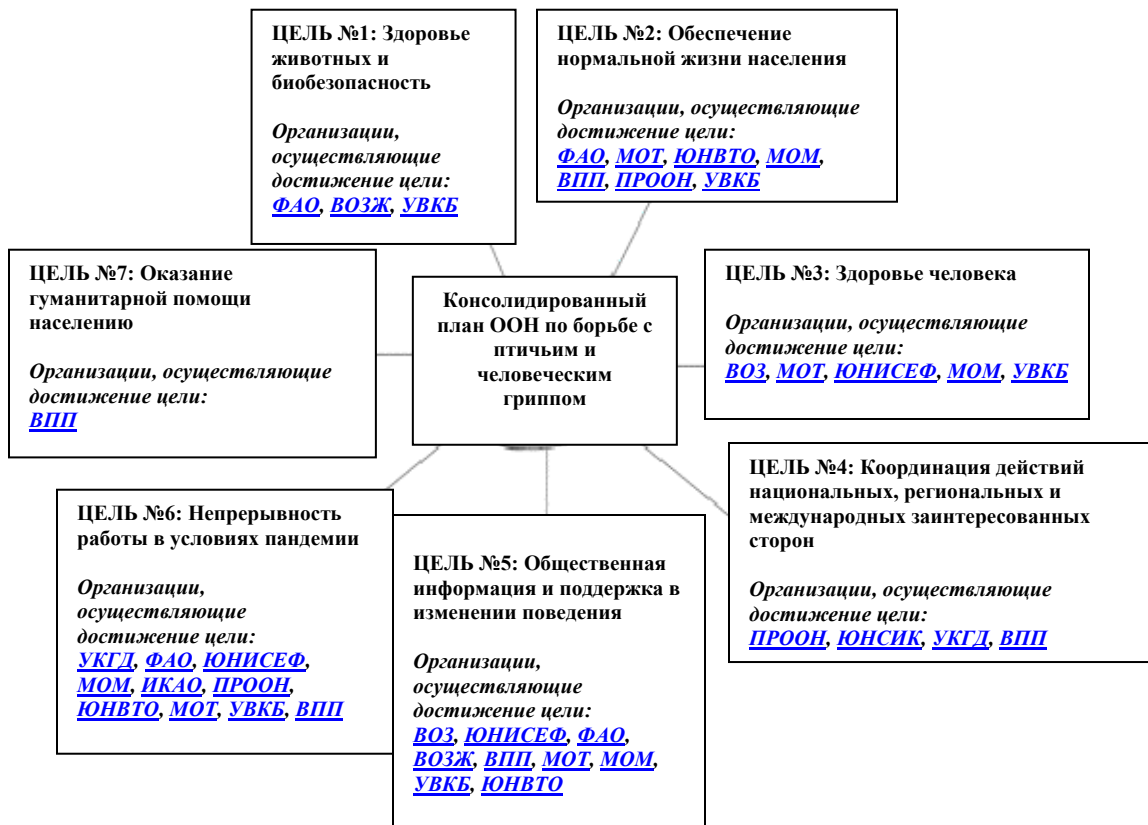 ЦЕЛЬ №1: Здоровье
животных и
биобезопасность
Организации,
осуществляющие
достижение цели:
ФАО, ВОЗЖ, УВКБ
ЦЕЛЬ №2: Обеспечение
нормальной жизни населения
Организации, осуществляющие
достижение цели:
ФАО, МОТ, ЮНВТО, МОМ,
ВПП, ПРООН, УВКБ
ЦЕЛЬ №7: Оказание
гуманитарной помощи
населению
Организации, осуществляющие
достижение цели:
ВПП
Консолидированный
план ООН по борьбе с
птичьим и
человеческим
гриппом
ЦЕЛЬ №3: Здоровье человека
Организации, осуществляющие
достижение цели:
ВОЗ, МОТ, ЮНИСЕФ, МОМ, УВКБ
ЦЕЛЬ №4: Координация действий
национальных, региональных и
международных заинтересованных
сторон
Организации, осуществляющие
достижение цели:
ПРООН, ЮНСИК, УКГД, ВПП
ЦЕЛЬ №6: Непрерывность
работы в условиях пандемии
Организации,
осуществляющие
достижение цели:
УКГД, ФАО, ЮНИСЕФ,
МОМ, ИКАО, ПРООН,
ЮНВТО, МОТ, УВКБ, ВПП
ЦЕЛЬ №5: Общественная
информация и поддержка в
изменении поведения
Организации,
осуществляющие
достижение цели:
ВОЗ, ЮНИСЕФ, ФАО,
ВОЗЖ, ВПП, МОТ, МОМ,
УВКБ, ЮНВТО